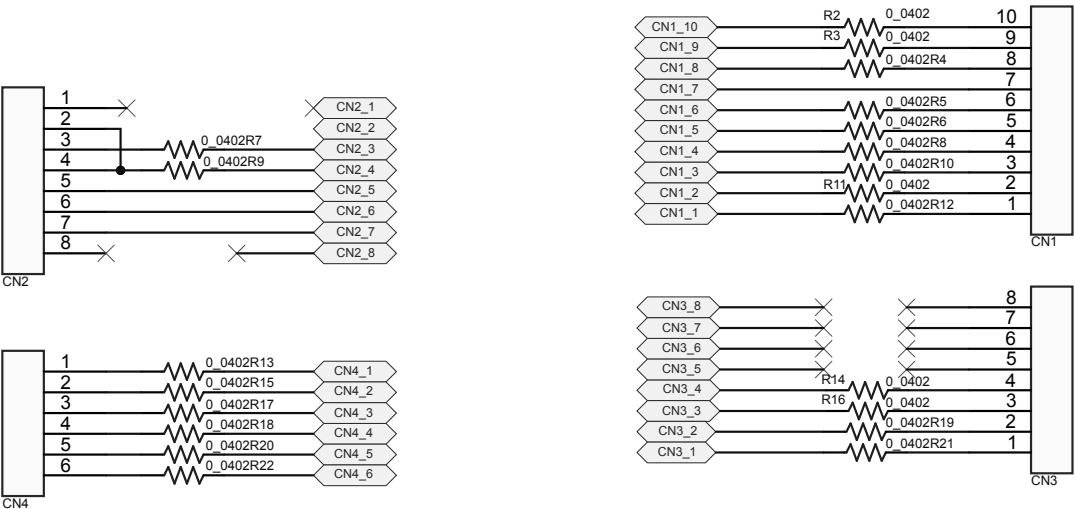 1
CN2_1
2
CN2_2
3
0_0402R7
CN2_3
4
0_0402R9
CN2_4
5
CN2_5
6
CN2_6
7
CN2_7
8
CN2_8
CN2
1
0_0402R13
CN4_1
2
0_0402R15
CN4_2
3
0_0402R17
CN4_3
4
0_0402R18
CN4_4
5
0_0402R20
CN4_5
6
0_0402R22
CN4_6
CN4
CN1_10
R2
0_0402
10
CN1_9
R3
0_0402
9
CN1_8
0_0402R4
8
CN1_7
7
CN1_6
0_0402R5
6
CN1_5
0_0402R6
5
CN1_4
0_0402R8
4
CN1_3
0_0402R10
3
CN1_2
R11
0_0402
2
CN1_1
0_0402R12
1
CN1
CN3_8
8
CN3_7
7
CN3_6
6
CN3_5
5
CN3_4
R14
0_0402
4
CN3_3
R16
0_0402
3
CN3_2
0_0402R19
2
CN3_1
0_0402R21
1
CN3